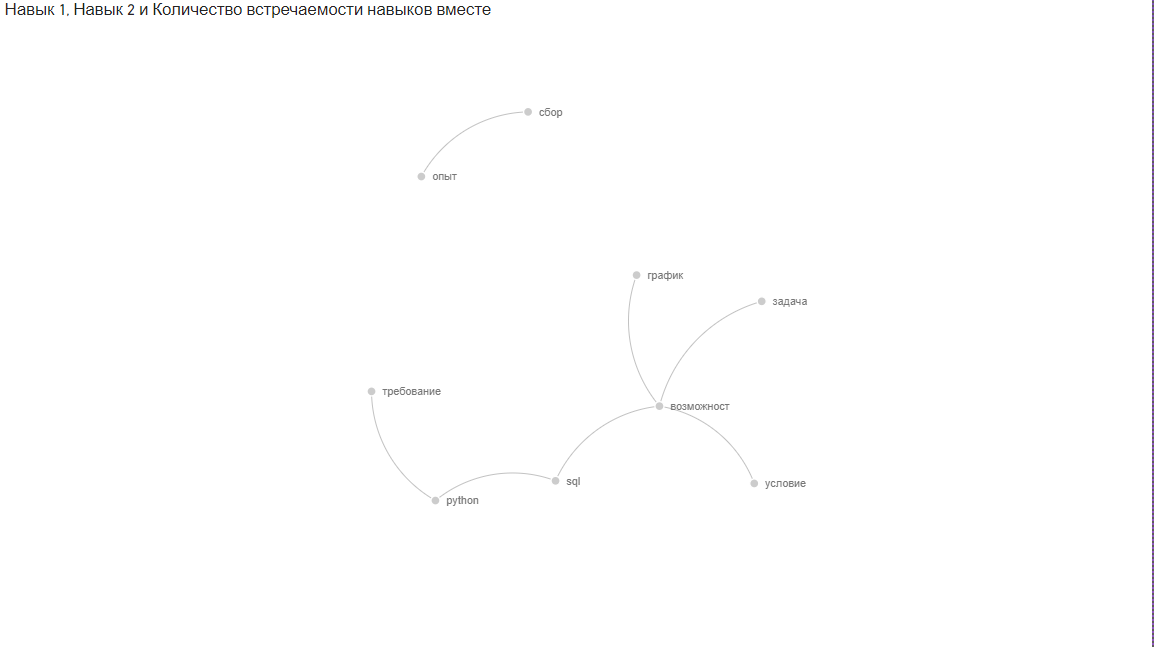 Навык 1, Навык 2 и Количество встречаемости навыков вместе
сбор
опыт
график
задача
требование
возможност
sql
условие
python